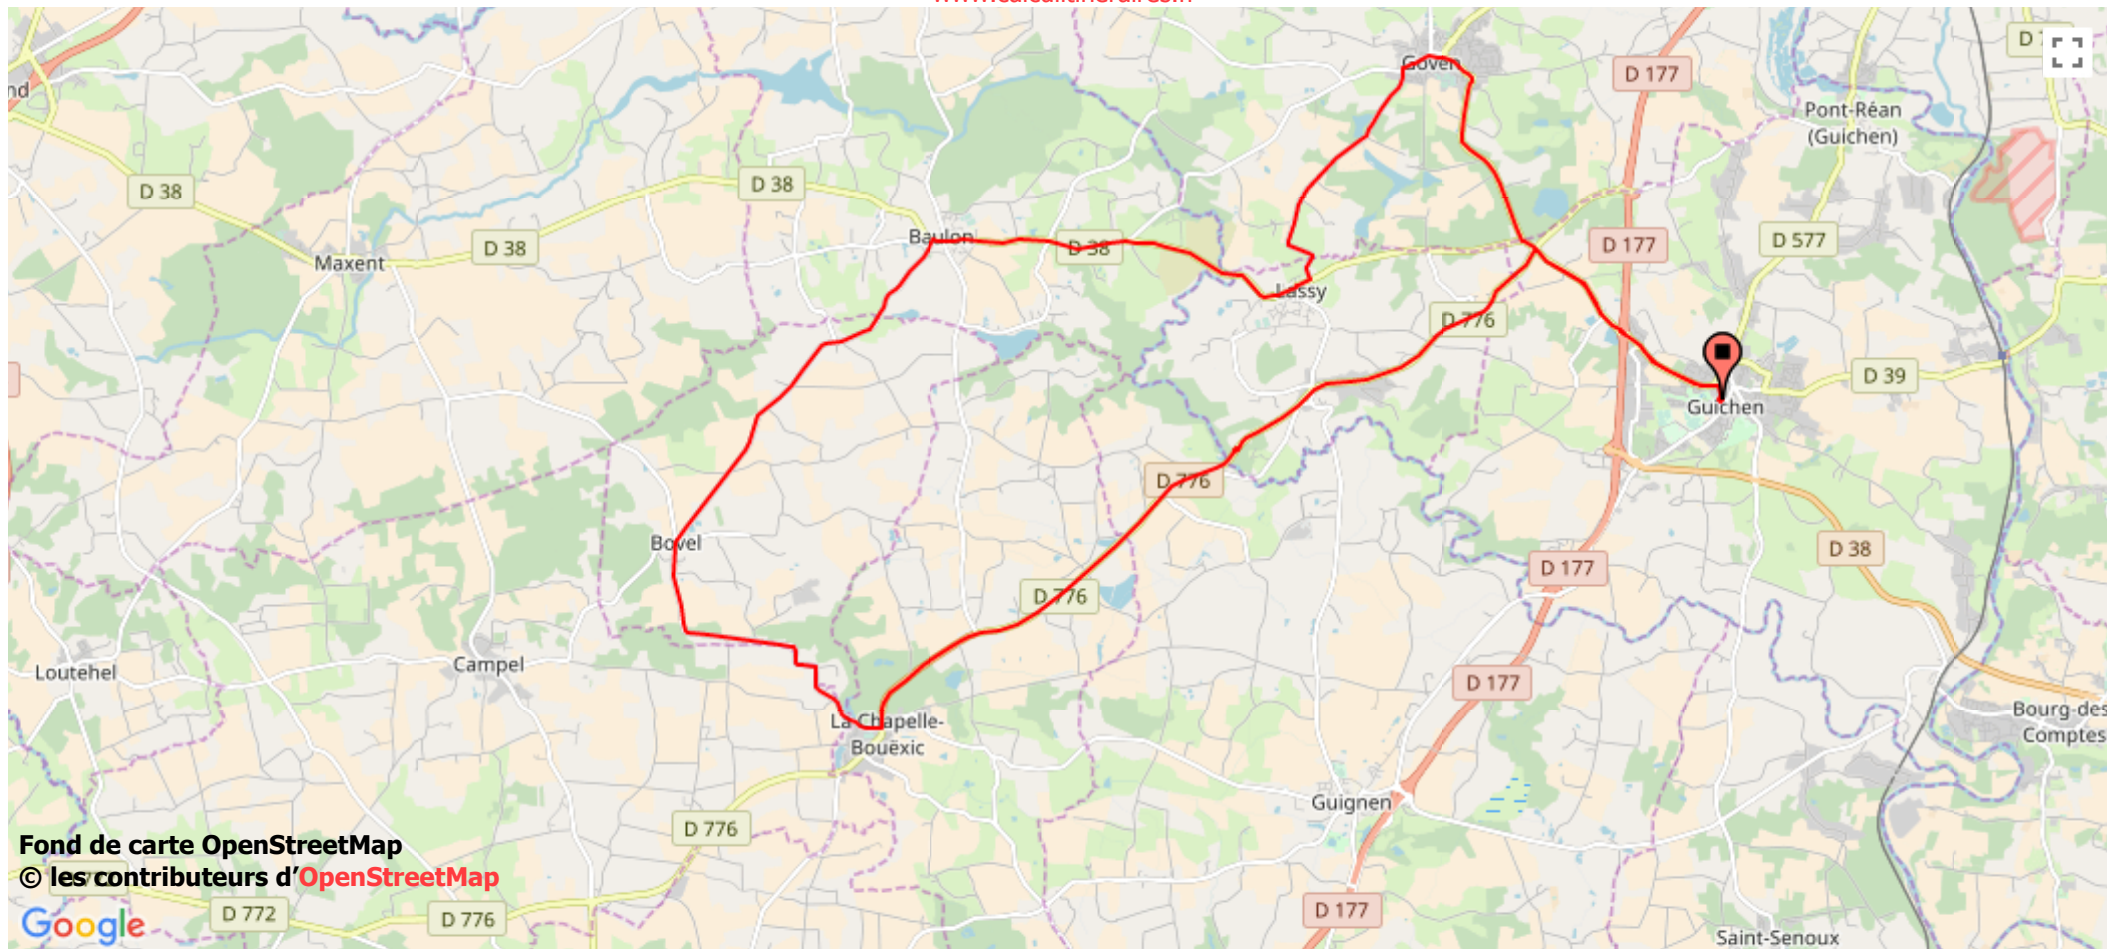 Goven
D 177
Pont-Réan
(Guichen)
nd
D 38
D 38
D 38
Maxent
Baulon
D 38
D 177
D 577
Lassy
D 776
D 39
Guichen
D 776
Bovel
D 776
D 177
D 38
Loutehel
Campel
D 177
La Chapelle-
Bouëxic
Bourg-des
Comptes
Guignen
D 776
Fond de carte OpenStreetMap
© les contributeurs d'OpenStreetMap
Google
D 772
D 776
D 177
Saint-Senoux